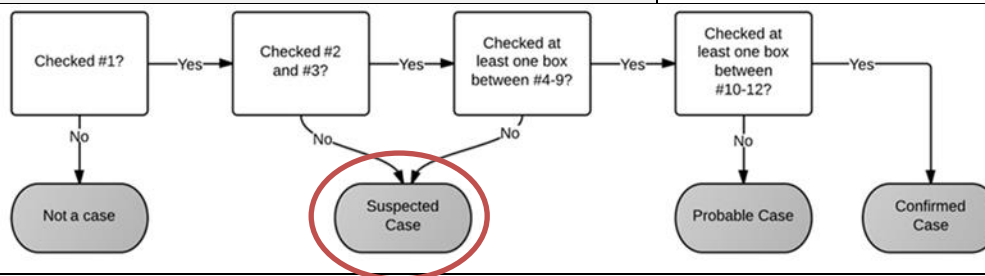 Checked #1?
Yes
Checked #2
and #3?
Yes
Checked at
least one box
between #4-9?
Yes
Checked at
least one box
between
#10-12?
Yes
No
No
No
No
Not a case
Suspected
Case
Probable Case
Confirmed
Case